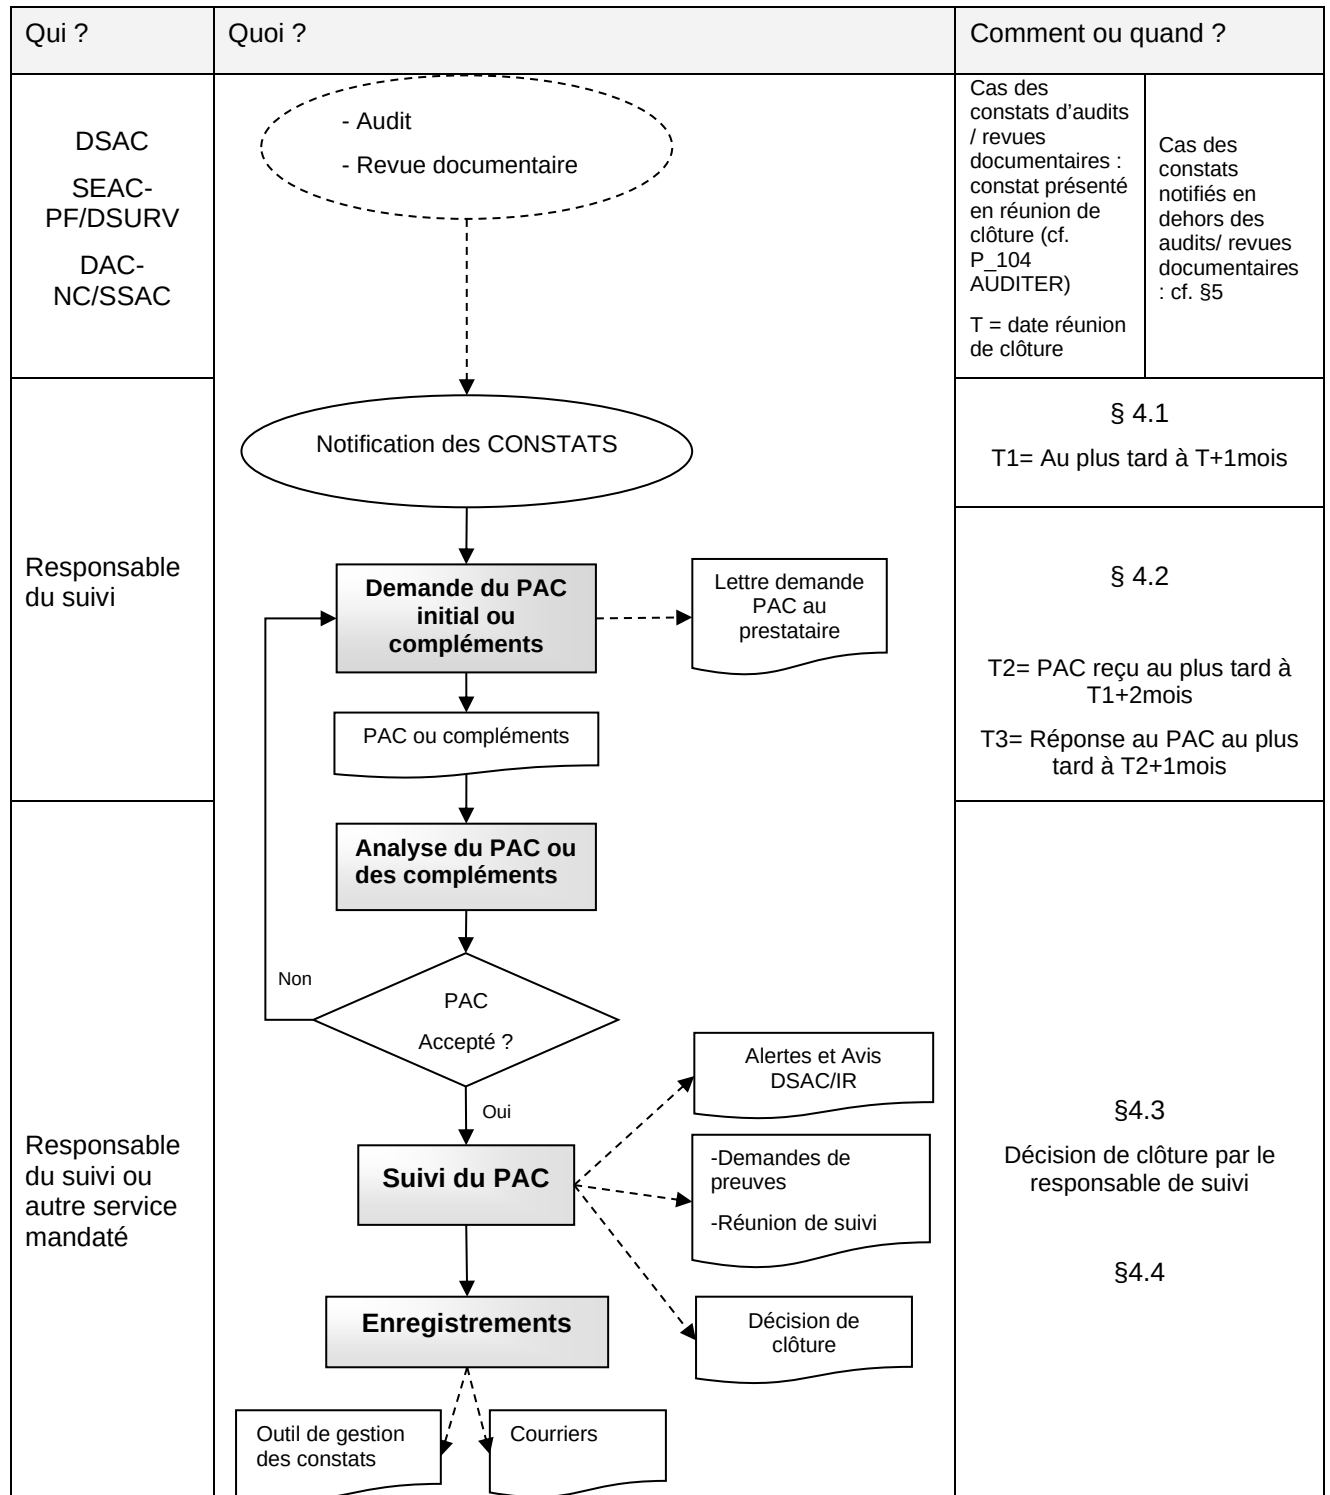 Qui ?
Quoi ?
Comment ou quand ?
DSAC
SEAC-
PF/DSURV
DAC-
NC/SSAC
- Audit
- Revue documentaire
Cas des
constats d’audits
/ revues
documentaires :
constat présenté
en réunion de
clôture (cf.
P_104
AUDITER)
T = date réunion
de clôture
Cas des
constats
notifiés en
dehors des
audits/ revues
documentaires
: cf. §5
Responsable
du suivi
Notification des CONSTATS
§ 4.1
T1= Au plus tard à T+1mois
Demande du PAC
initial ou
compléments
Lettre demande
PAC au
prestataire
PAC ou compléments
§ 4.2
T2= PAC reçu au plus tard à
T1+2mois
T3= Réponse au PAC au plus
tard à T2+1mois
Responsable
du suivi ou
autre service
mandaté
Analyse du PAC ou
des compléments
Non
PAC
Accepté ?
Oui
Suivi du PAC
Alertes et Avis
DSAC/IR
-Demandes de
preuves
-Réunion de suivi
Décision de
clôture
Enregistrements
Outil de gestion
des constats
Courriers
§4.3
Décision de clôture par le
responsable de suivi
§4.4